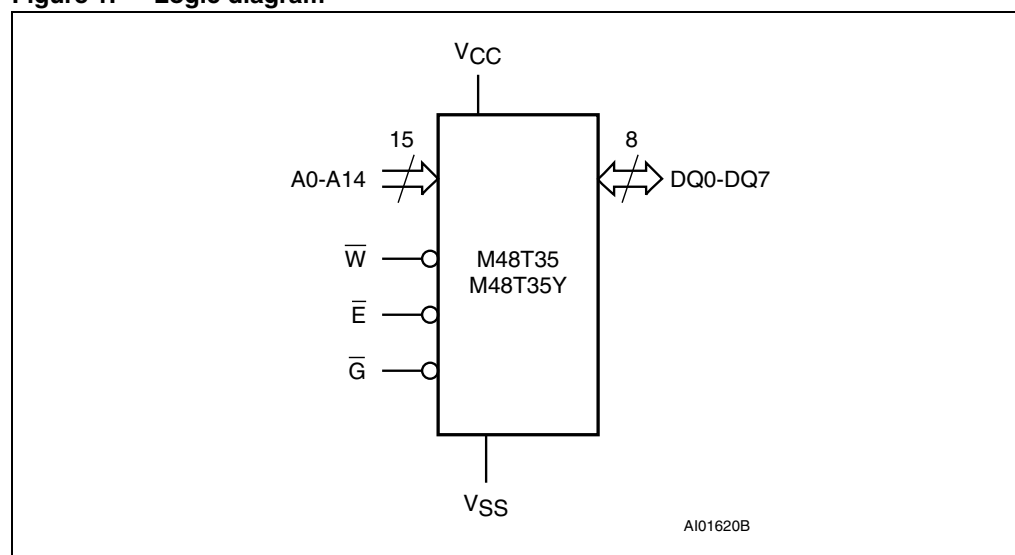 Figure 1. Logic diagram
VCC
15
8
A0-A14
DQ0-DQ7
W̅
M48T35
M48T35Y
E̅
G̅
VSS
AI01620B